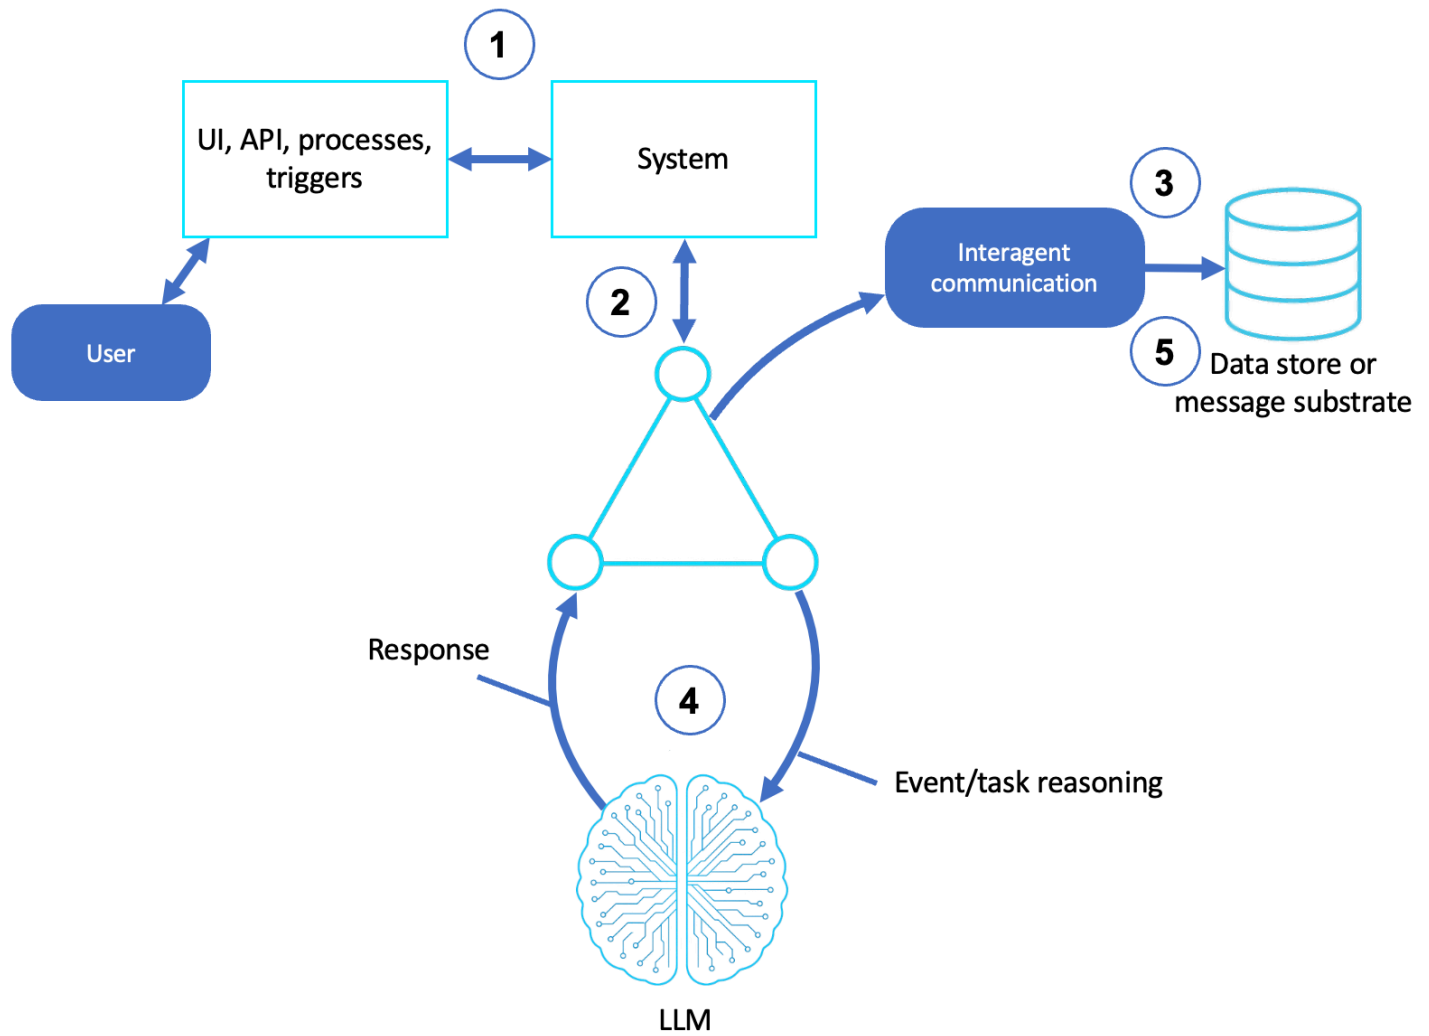 1
UI, API, processes,
triggers
System
3
Interagent
communication
2
User
5
Data store or
message substrate
Response
4
Event/task reasoning
LLM